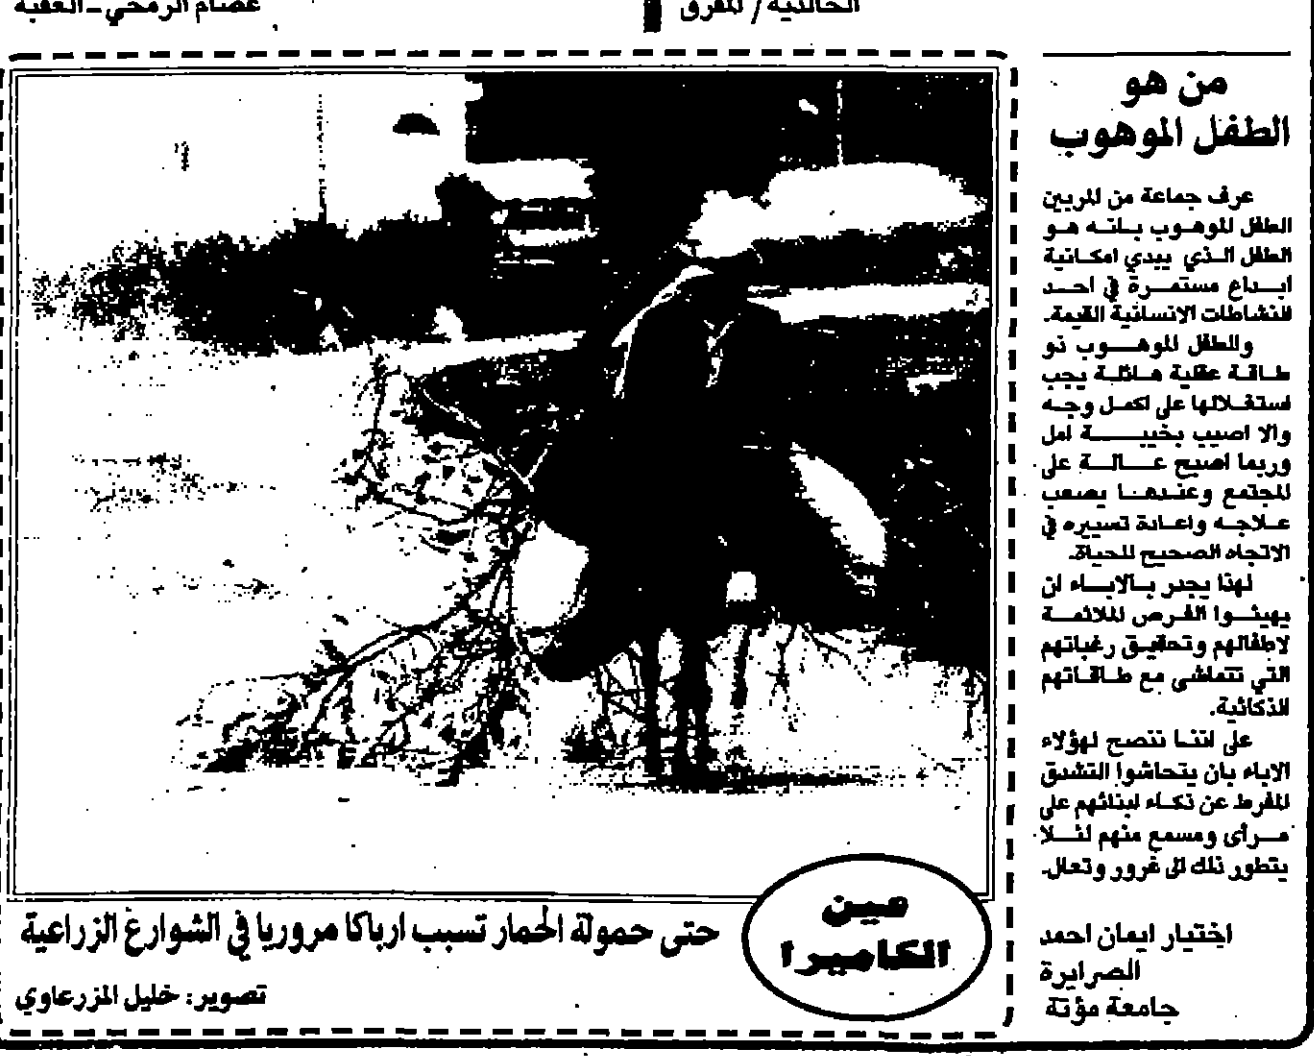 الخالدية / المفرق
عصام الرمحي-العقبة
من هو
الطفل الموهوب
عرف جماعة من المربين
الطفل الموهوب بانه هو
الطفل الذي يبدي امكانية
ابداع مستمرة في احد
النشاطات الانسانية القيمة.
والطفل الموهوب ذو
طاقة عقلية هائلة يجب
استغلالها على اكمل وجه
والا اصيب بخيبة امل
وربما اصبح عالة على
المجتمع وعندها يصعب
علاجه واعادة تسييره في
الاتجاه الصحيح للحياة.
لهذا يجدر بالاباء ان
يهيئوا الفرص الملائمة
لاطفالهم وتحقيق رغباتهم
التي تتماشى مع طاقاتهم
الذكائية.
على اننا ننصح لهؤلاء
الاباء بان يتحاشوا التشدق
المفرط عن ذكاء ابنائهم على
مرأى ومسمع منهم لئلا
يتطور ذلك الى غرور وتعال.
اختيار ايمان احمد
الصرايرة
جامعة مؤتة
عين
الكاميرا
حتى حمولة الحمار تسبب ارباكا مروريا في الشوارع الزراعية
تصوير: خليل المزرعاوي